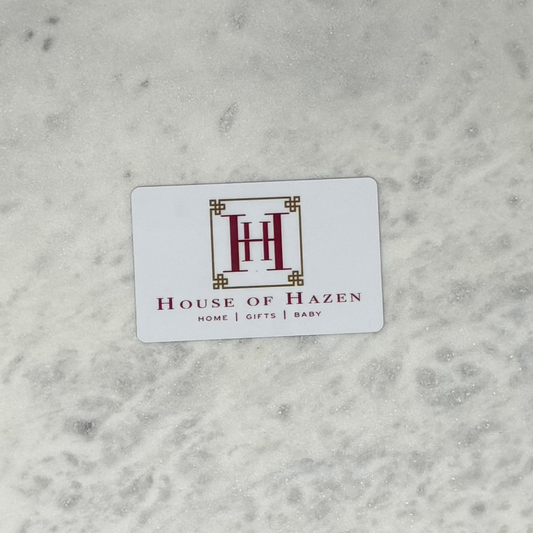 HH
HOUSE OF HAZEN
HOME | GIFTS | BABY